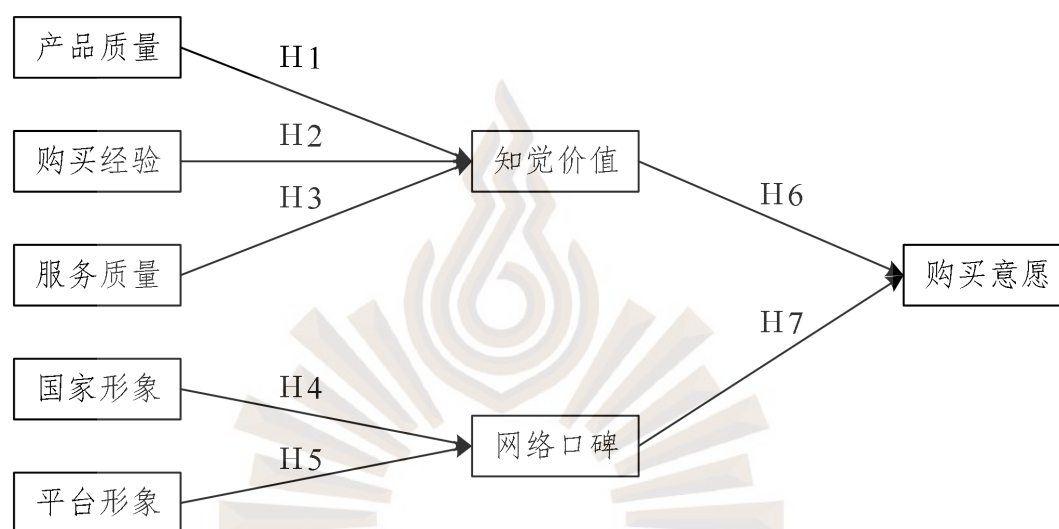 产品质量
H1
购买经验
H2
知觉价值
H3
H6
服务质量
购买意愿
H7
国家形象
H4
网络口碑
H5
平台形象